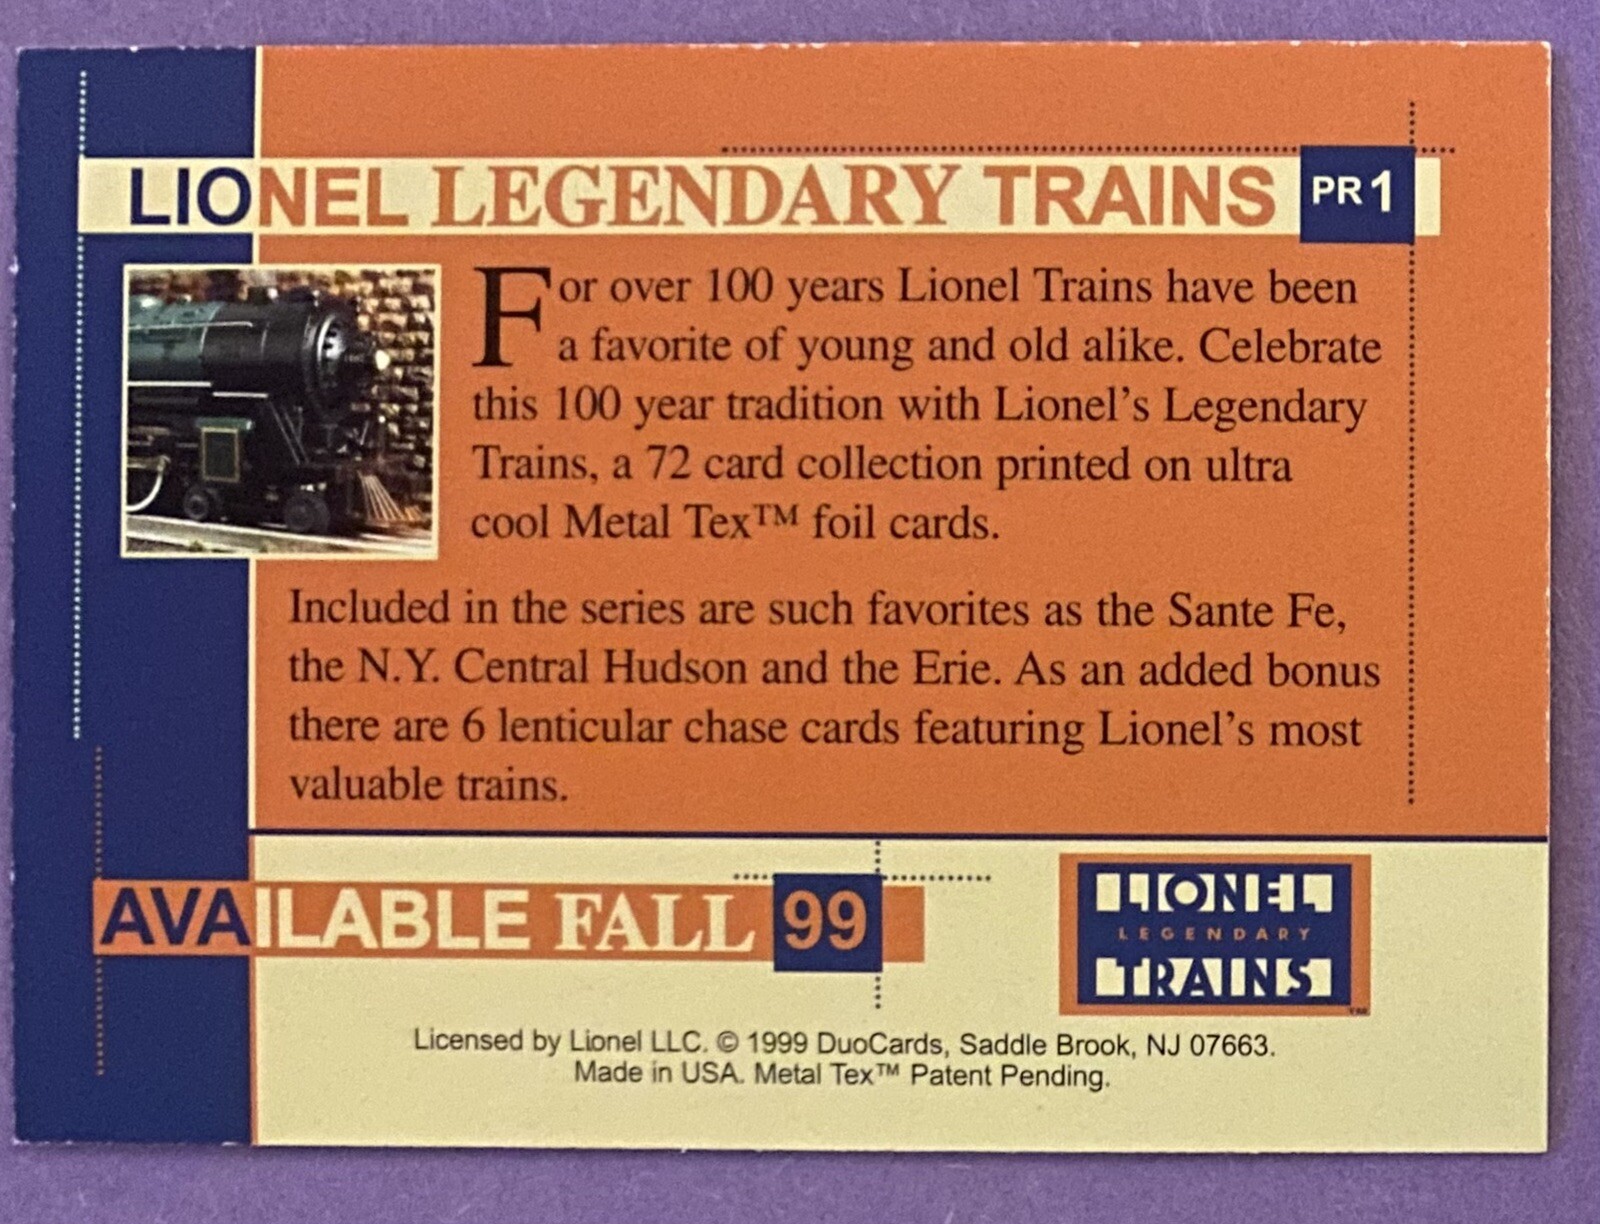 LIONEL LEGENDARY TRAINS PR 1
For over 100 years Lionel Trains have been
a favorite of young and old alike. Celebrate
this 100 year tradition with Lionel's Legendary
Trains, a 72 card collection printed on ultra
cool Metal Tex™ foil cards.
Included in the series are such favorites as the Sante Fe,
the N.Y. Central Hudson and the Erie. As an added bonus
there are 6 lenticular chase cards featuring Lionel's most
valuable trains.
AVAILABLE FALL 99
LIONEL
LEGENDARY
TRAINS™
Licensed by Lionel LLC. © 1999 DuoCards, Saddle Brook, NJ 07663.
Made in USA. Metal Tex™ Patent Pending.